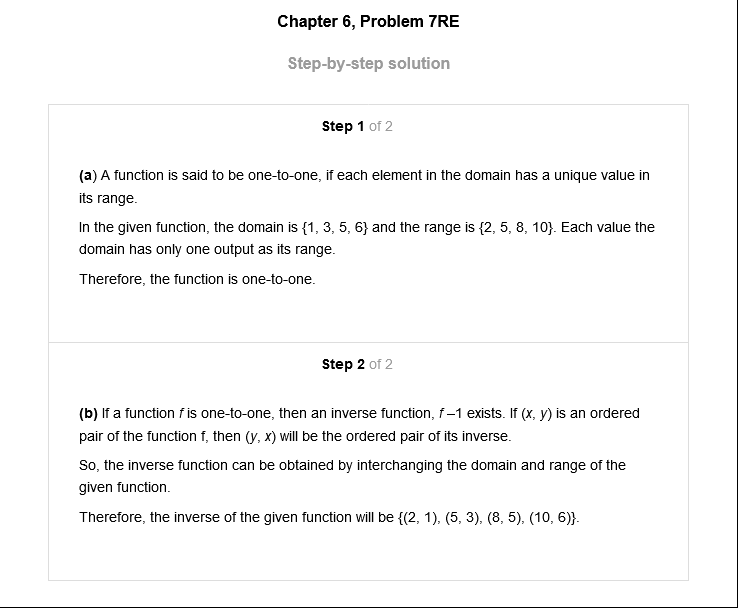 Chapter 6, Problem 7RE
Step-by-step solution
Step 1 of 2
(a) A function is said to be one-to-one, if each element in the domain has a unique value in
its range.
In the given function, the domain is {1, 3, 5, 6} and the range is {2, 5, 8, 10}. Each value the
domain has only one output as its range.
Therefore, the function is one-to-one.
Step 2 of 2
(b) If a function f is one-to-one, then an inverse function, f –1 exists. If (x, y) is an ordered
pair of the function f, then (y, x) will be the ordered pair of its inverse.
So, the inverse function can be obtained by interchanging the domain and range of the
given function.
Therefore, the inverse of the given function will be {(2, 1), (5, 3), (8, 5), (10, 6)}.